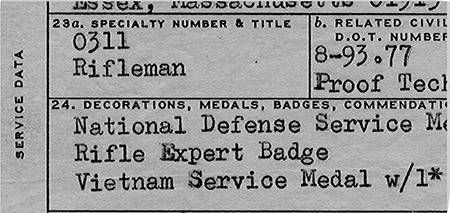 Essex, Massachusetts 01915
23a. SPECIALTY NUMBER & TITLE
0311
Rifleman
b. RELATED CIVIL
D.O.T. NUMBER
8-93.77
Proof Tech
24. DECORATIONS, MEDALS, BADGES, COMMENDATI
National Defense Service Me
Rifle Expert Badge
Vietnam Service Medal w/1*
SERVICE DATA